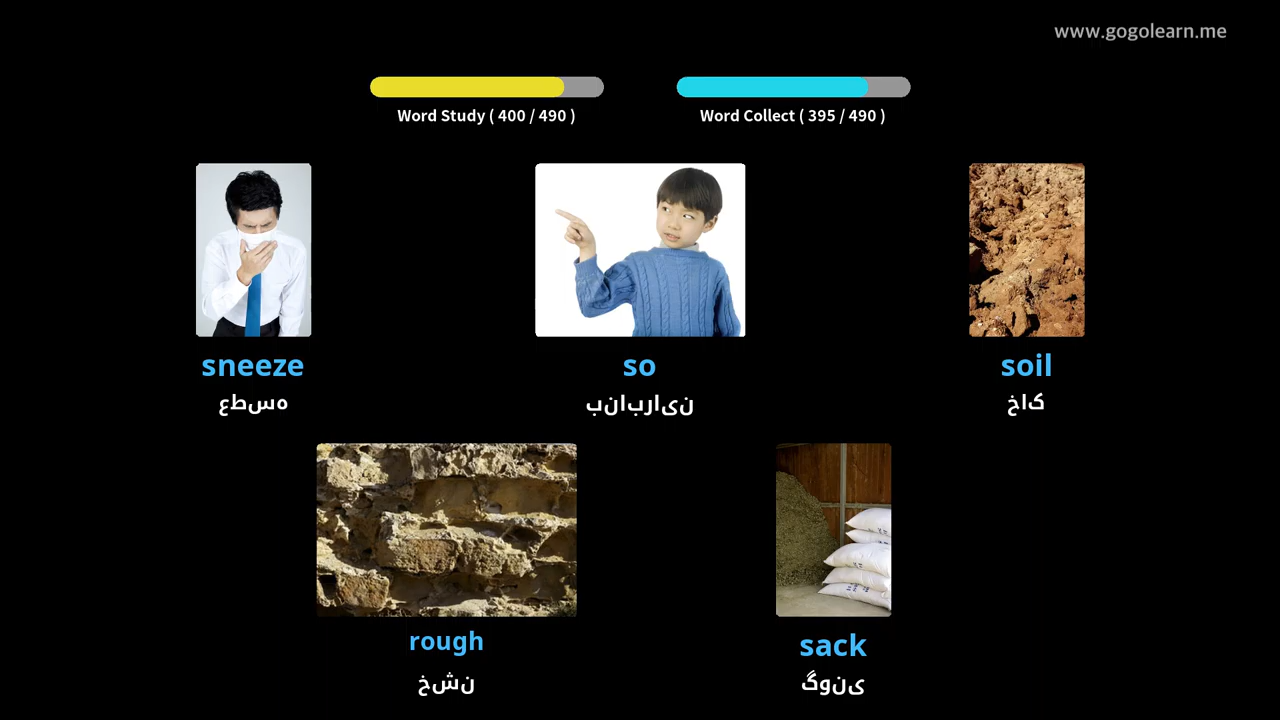 www.gogolearn.me
Word Study ( 400 / 490 )
Word Collect ( 395 / 490 )
sneeze
so
soil
عطسه
بنابراین
خاک
rough
sack
خشن
گونی